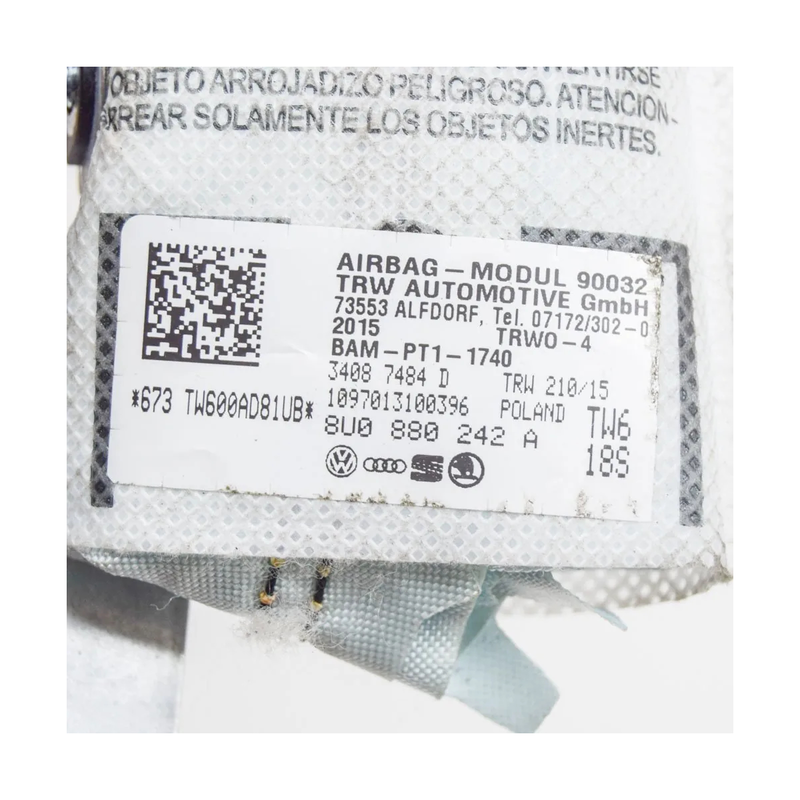 CONVERTIRSE
OBJETO ARROJADIZO PELIGROSO. ATENCION-
RREAR SOLAMENTE LOS OBJETOS INERTES.
AIRBAG - MODUL 90032
TRW AUTOMOTIVE GmbH
73553 ALFDORF, Tel. 07172/302-0
2015 TRWO-4
BAM-PT1-1740
3408 7484 D TRW 210/15
*673 TW600AD81UB* 1097013100396 POLAND TW6
8U0 880 242 A 18S